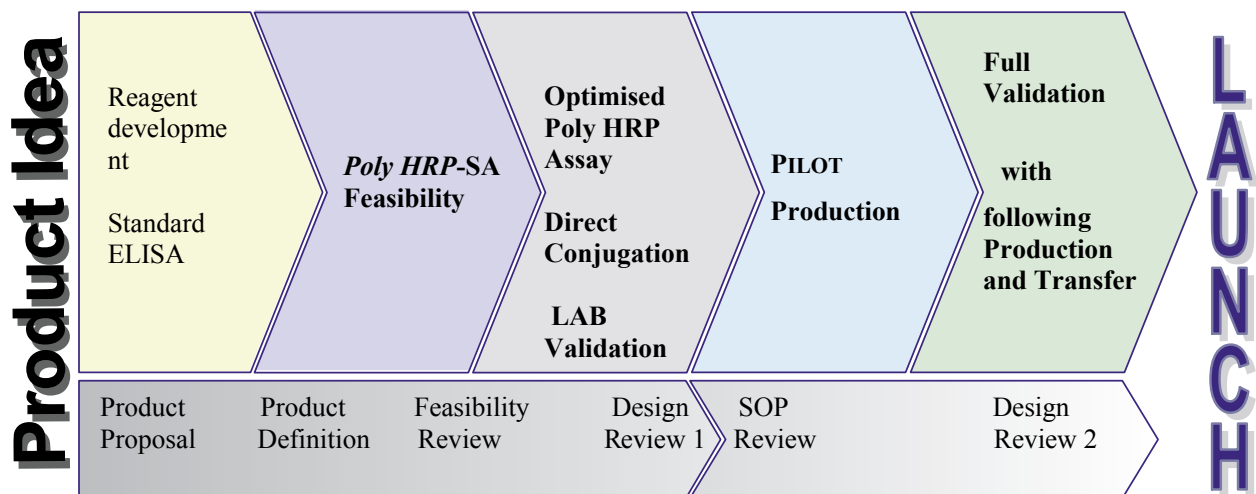 Product Idea
Reagent
developme
nt
Standard
ELISA
Poly HRP-SA
Feasibility
Optimised
Poly HRP
Assay
Direct
Conjugation
LAB
Validation
PILOT
Production
Full
Validation
with
following
Production
and Transfer
LAUNCH
Product
Proposal
Product
Definition
Feasibility
Review
Design
Review 1
SOP
Review
Design
Review 2